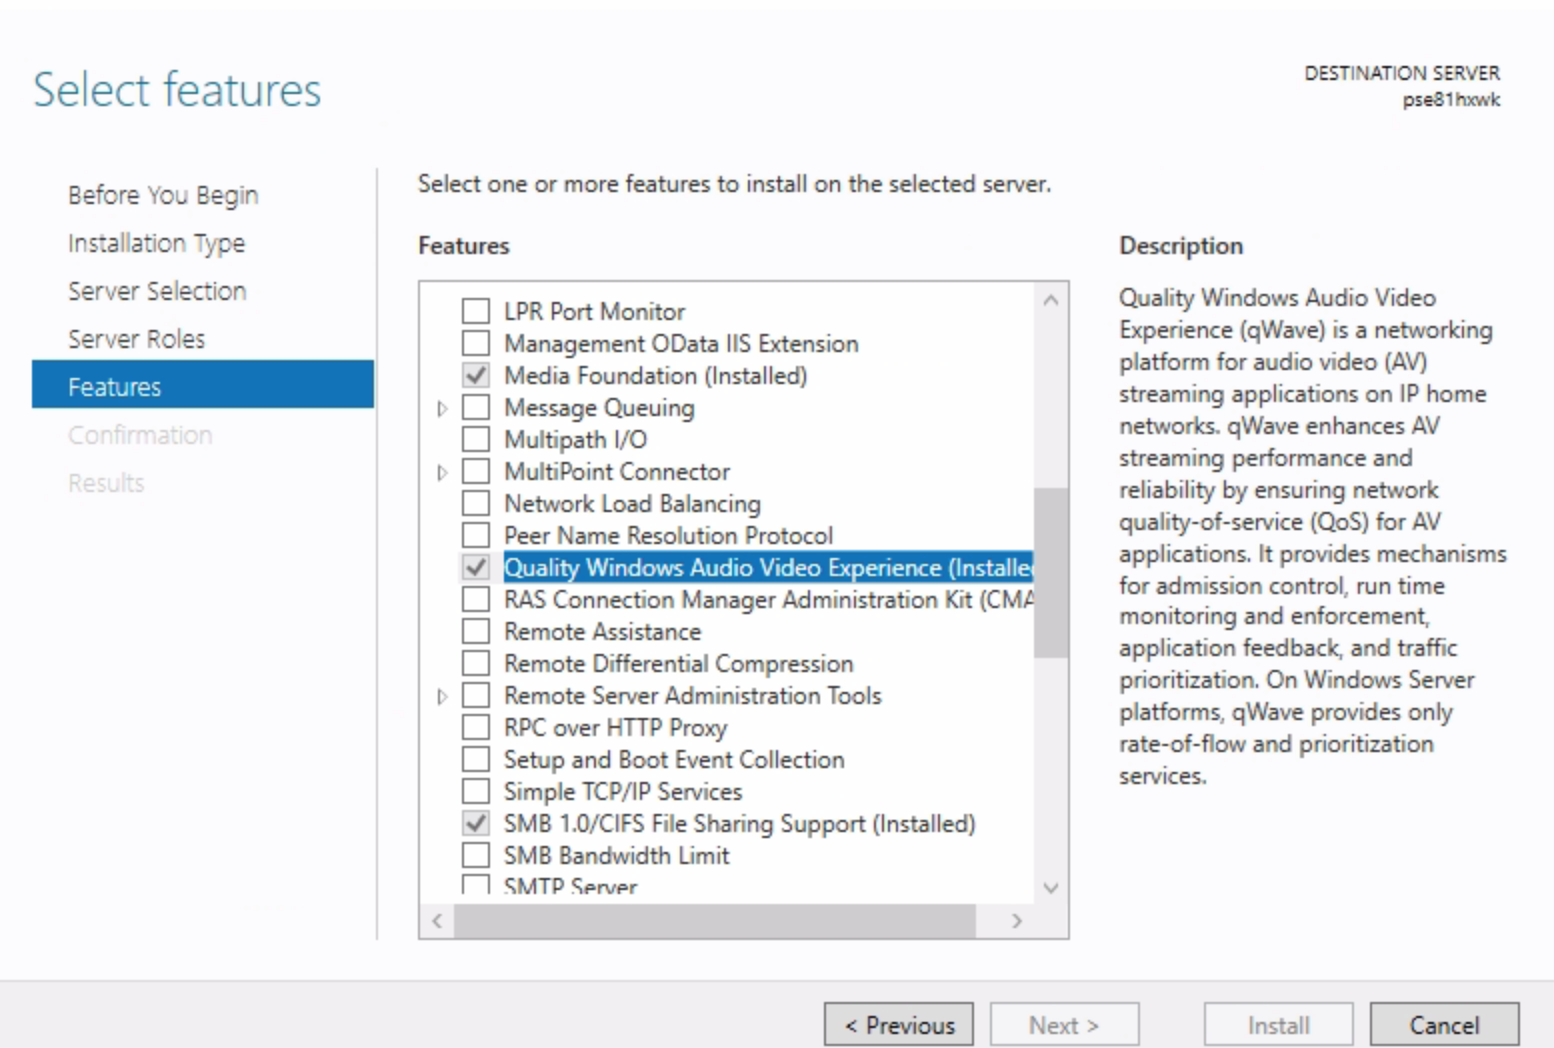 Select features
DESTINATION SERVER
pse81hxwk
Before You Begin
Installation Type
Server Selection
Server Roles
Features
Confirmation
Results
Select one or more features to install on the selected server.
Features
LPR Port Monitor
Management OData IIS Extension
Media Foundation (Installed)
Message Queuing
Multipath I/O
MultiPoint Connector
Network Load Balancing
Peer Name Resolution Protocol
Quality Windows Audio Video Experience (Installe
RAS Connection Manager Administration Kit (CMA
Remote Assistance
Remote Differential Compression
Remote Server Administration Tools
RPC over HTTP Proxy
Setup and Boot Event Collection
Simple TCP/IP Services
SMB 1.0/CIFS File Sharing Support (Installed)
SMB Bandwidth Limit
SMTP Server
Description
Quality Windows Audio Video
Experience (qWave) is a networking
platform for audio video (AV)
streaming applications on IP home
networks. qWave enhances AV
streaming performance and
reliability by ensuring network
quality-of-service (QoS) for AV
applications. It provides mechanisms
for admission control, run time
monitoring and enforcement,
application feedback, and traffic
prioritization. On Windows Server
platforms, qWave provides only
rate-of-flow and prioritization
services.
< Previous
Next >
Install
Cancel